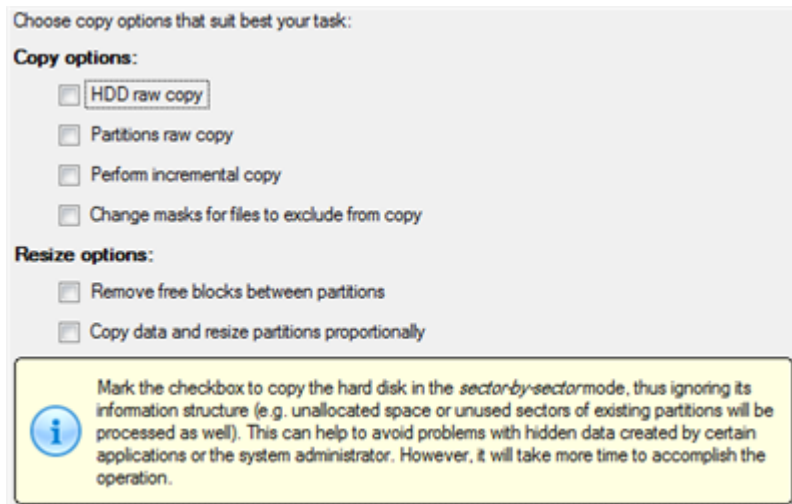 Choose copy options that suit best your task:
Copy options:
HDD raw copy
Partitions raw copy
Perform incremental copy
Change masks for files to exclude from copy
Resize options:
Remove free blocks between partitions
Copy data and resize partitions proportionally
Mark the checkbox to copy the hard disk in the sector-by-sector mode, thus ignoring its
information structure (e.g. unallocated space or unused sectors of existing partitions will be
processed as well). This can help to avoid problems with hidden data created by certain
applications or the system administrator. However, it will take more time to accomplish the
operation.